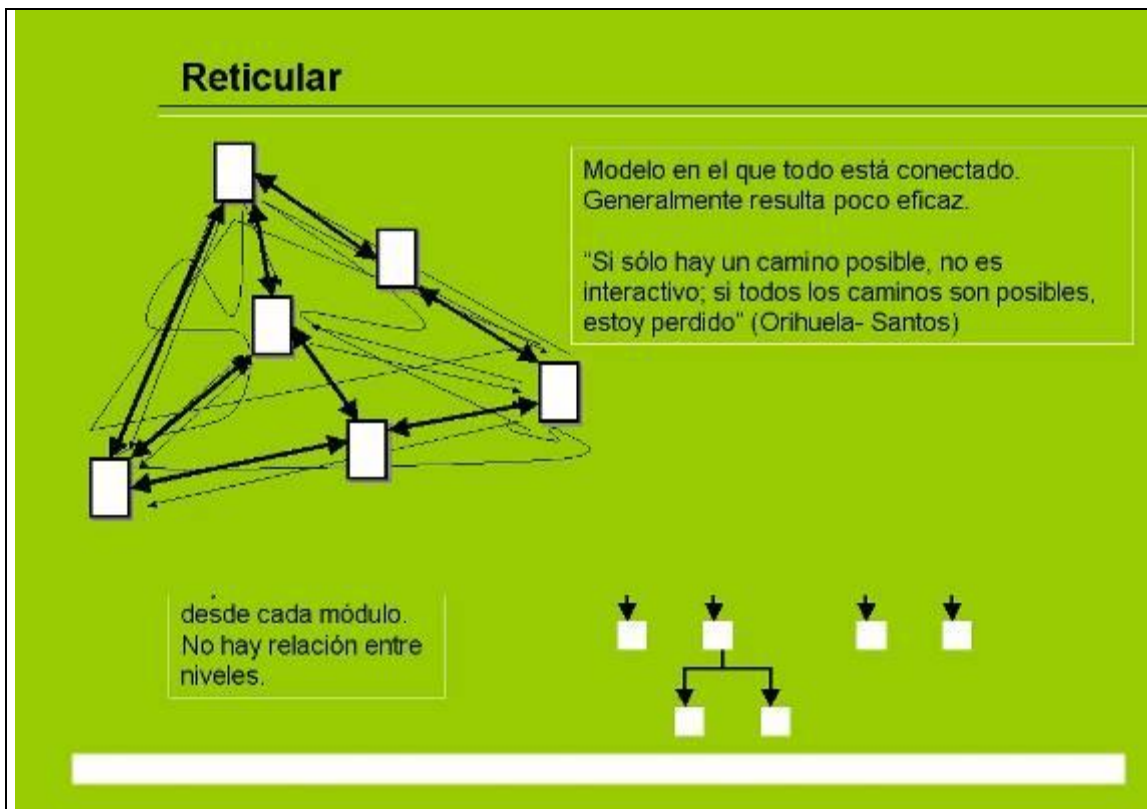 Reticular
Modelo en el que todo está conectado.
Generalmente resulta poco eficaz.
“Si sólo hay un camino posible, no es
interactivo; si todos los caminos son posibles,
estoy perdido” (Orihuela- Santos)
desde cada módulo.
No hay relación entre
niveles.